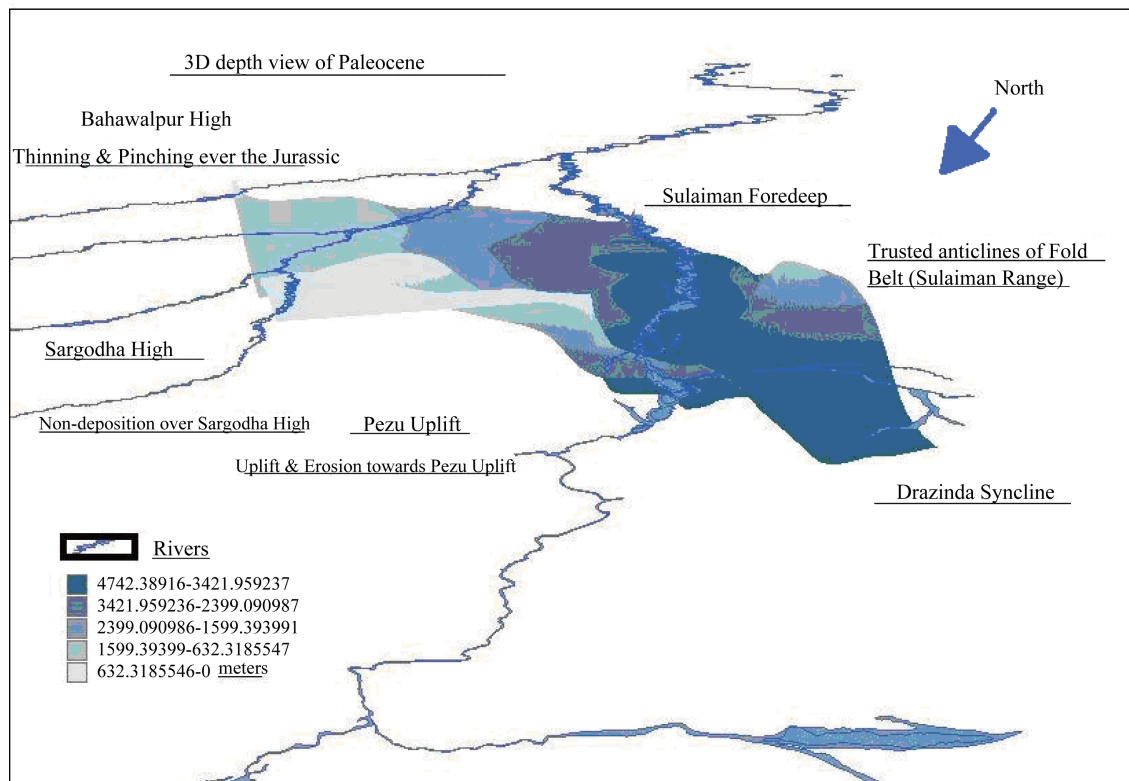 3D depth view of Paleocene
North
Bahawalpur High
Thinning & Pinching ever the Jurassic
Sulaiman Foredeep
Trusted anticlines of Fold
Belt (Sulaiman Range)
Sargodha High
Non-deposition over Sargodha High
Pezu Uplift
Uplift & Erosion towards Pezu Uplift
Drazinda Syncline
Rivers
4742.38916-3421.959237
3421.959236-2399.090987
2399.090986-1599.393991
1599.39399-632.3185547
632.3185546-0 meters